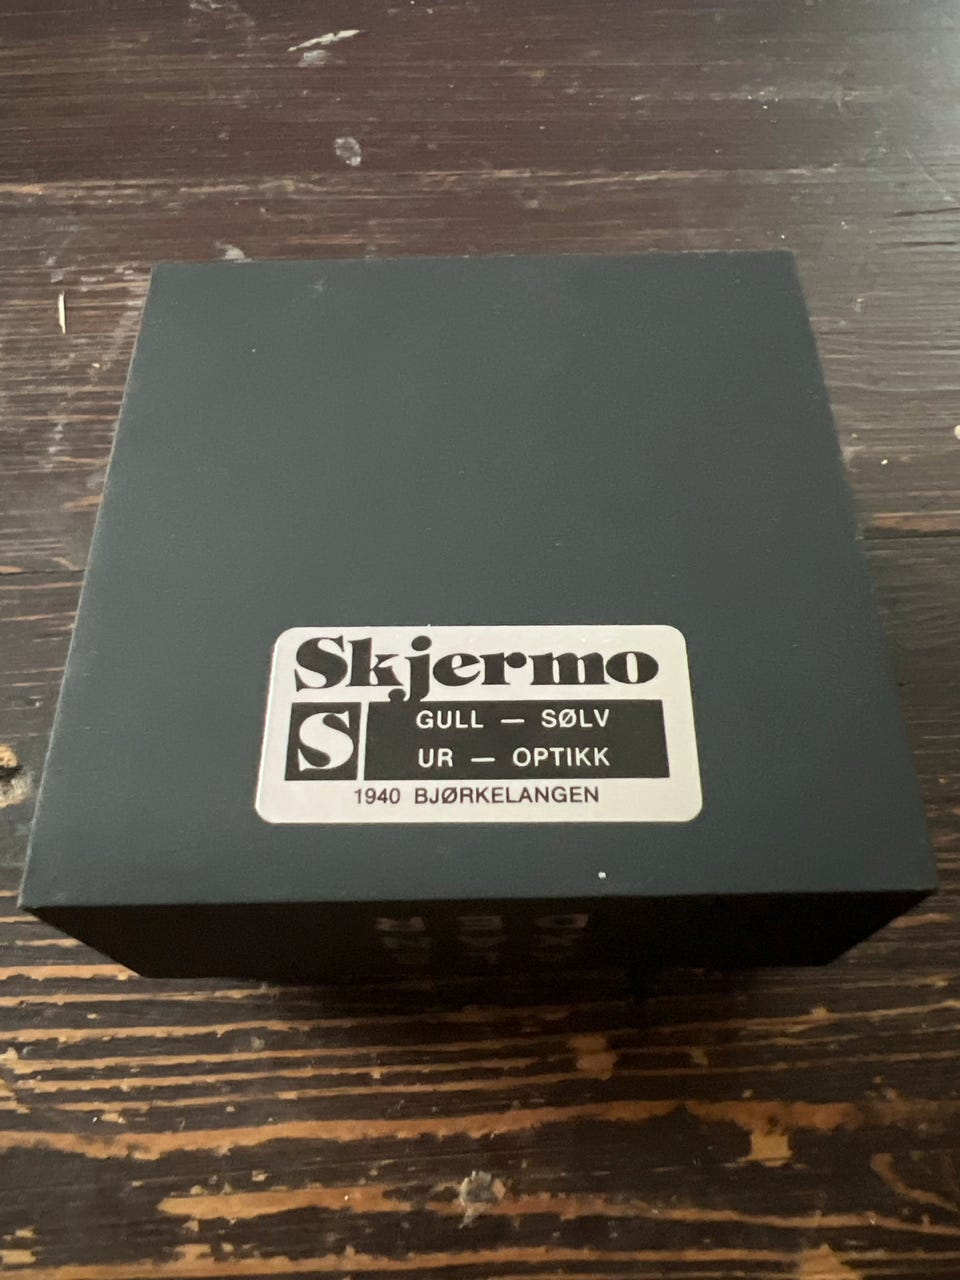 Skjermo
S
GULL — SØLV
UR — OPTIKK
1940 BJØRKELANGEN